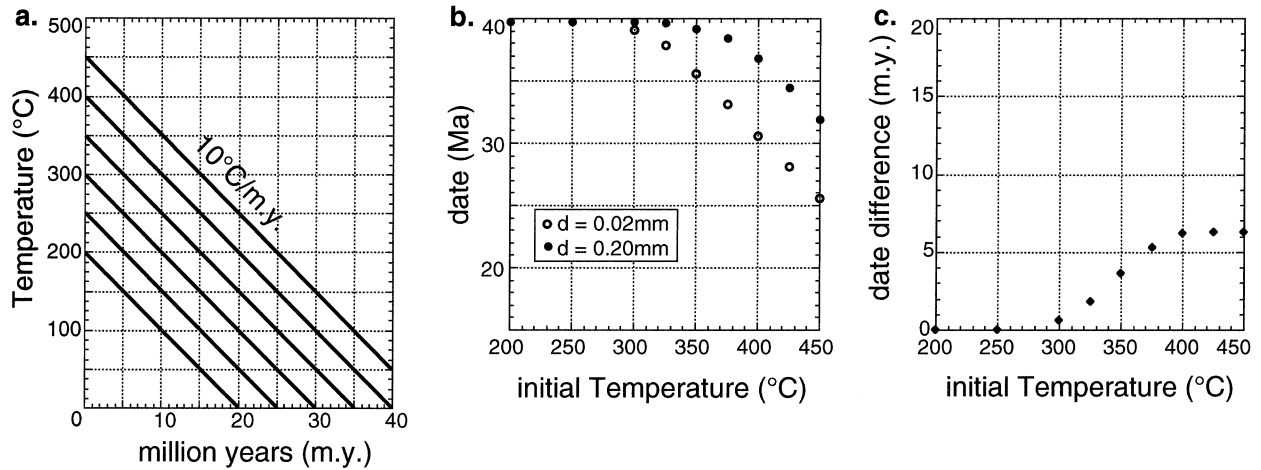 a.
500
400
300
200
100
0
10
20
30
40
Temperature (°C)
million years (m.y.)
10°C/m.y.
b.
40
30
20
200 250 300 350 400 450
date (Ma)
initial Temperature (°C)
d = 0.02mm
d = 0.20mm
c.
20
15
10
5
0
200 250 300 350 400 450
date difference (m.y.)
initial Temperature (°C)